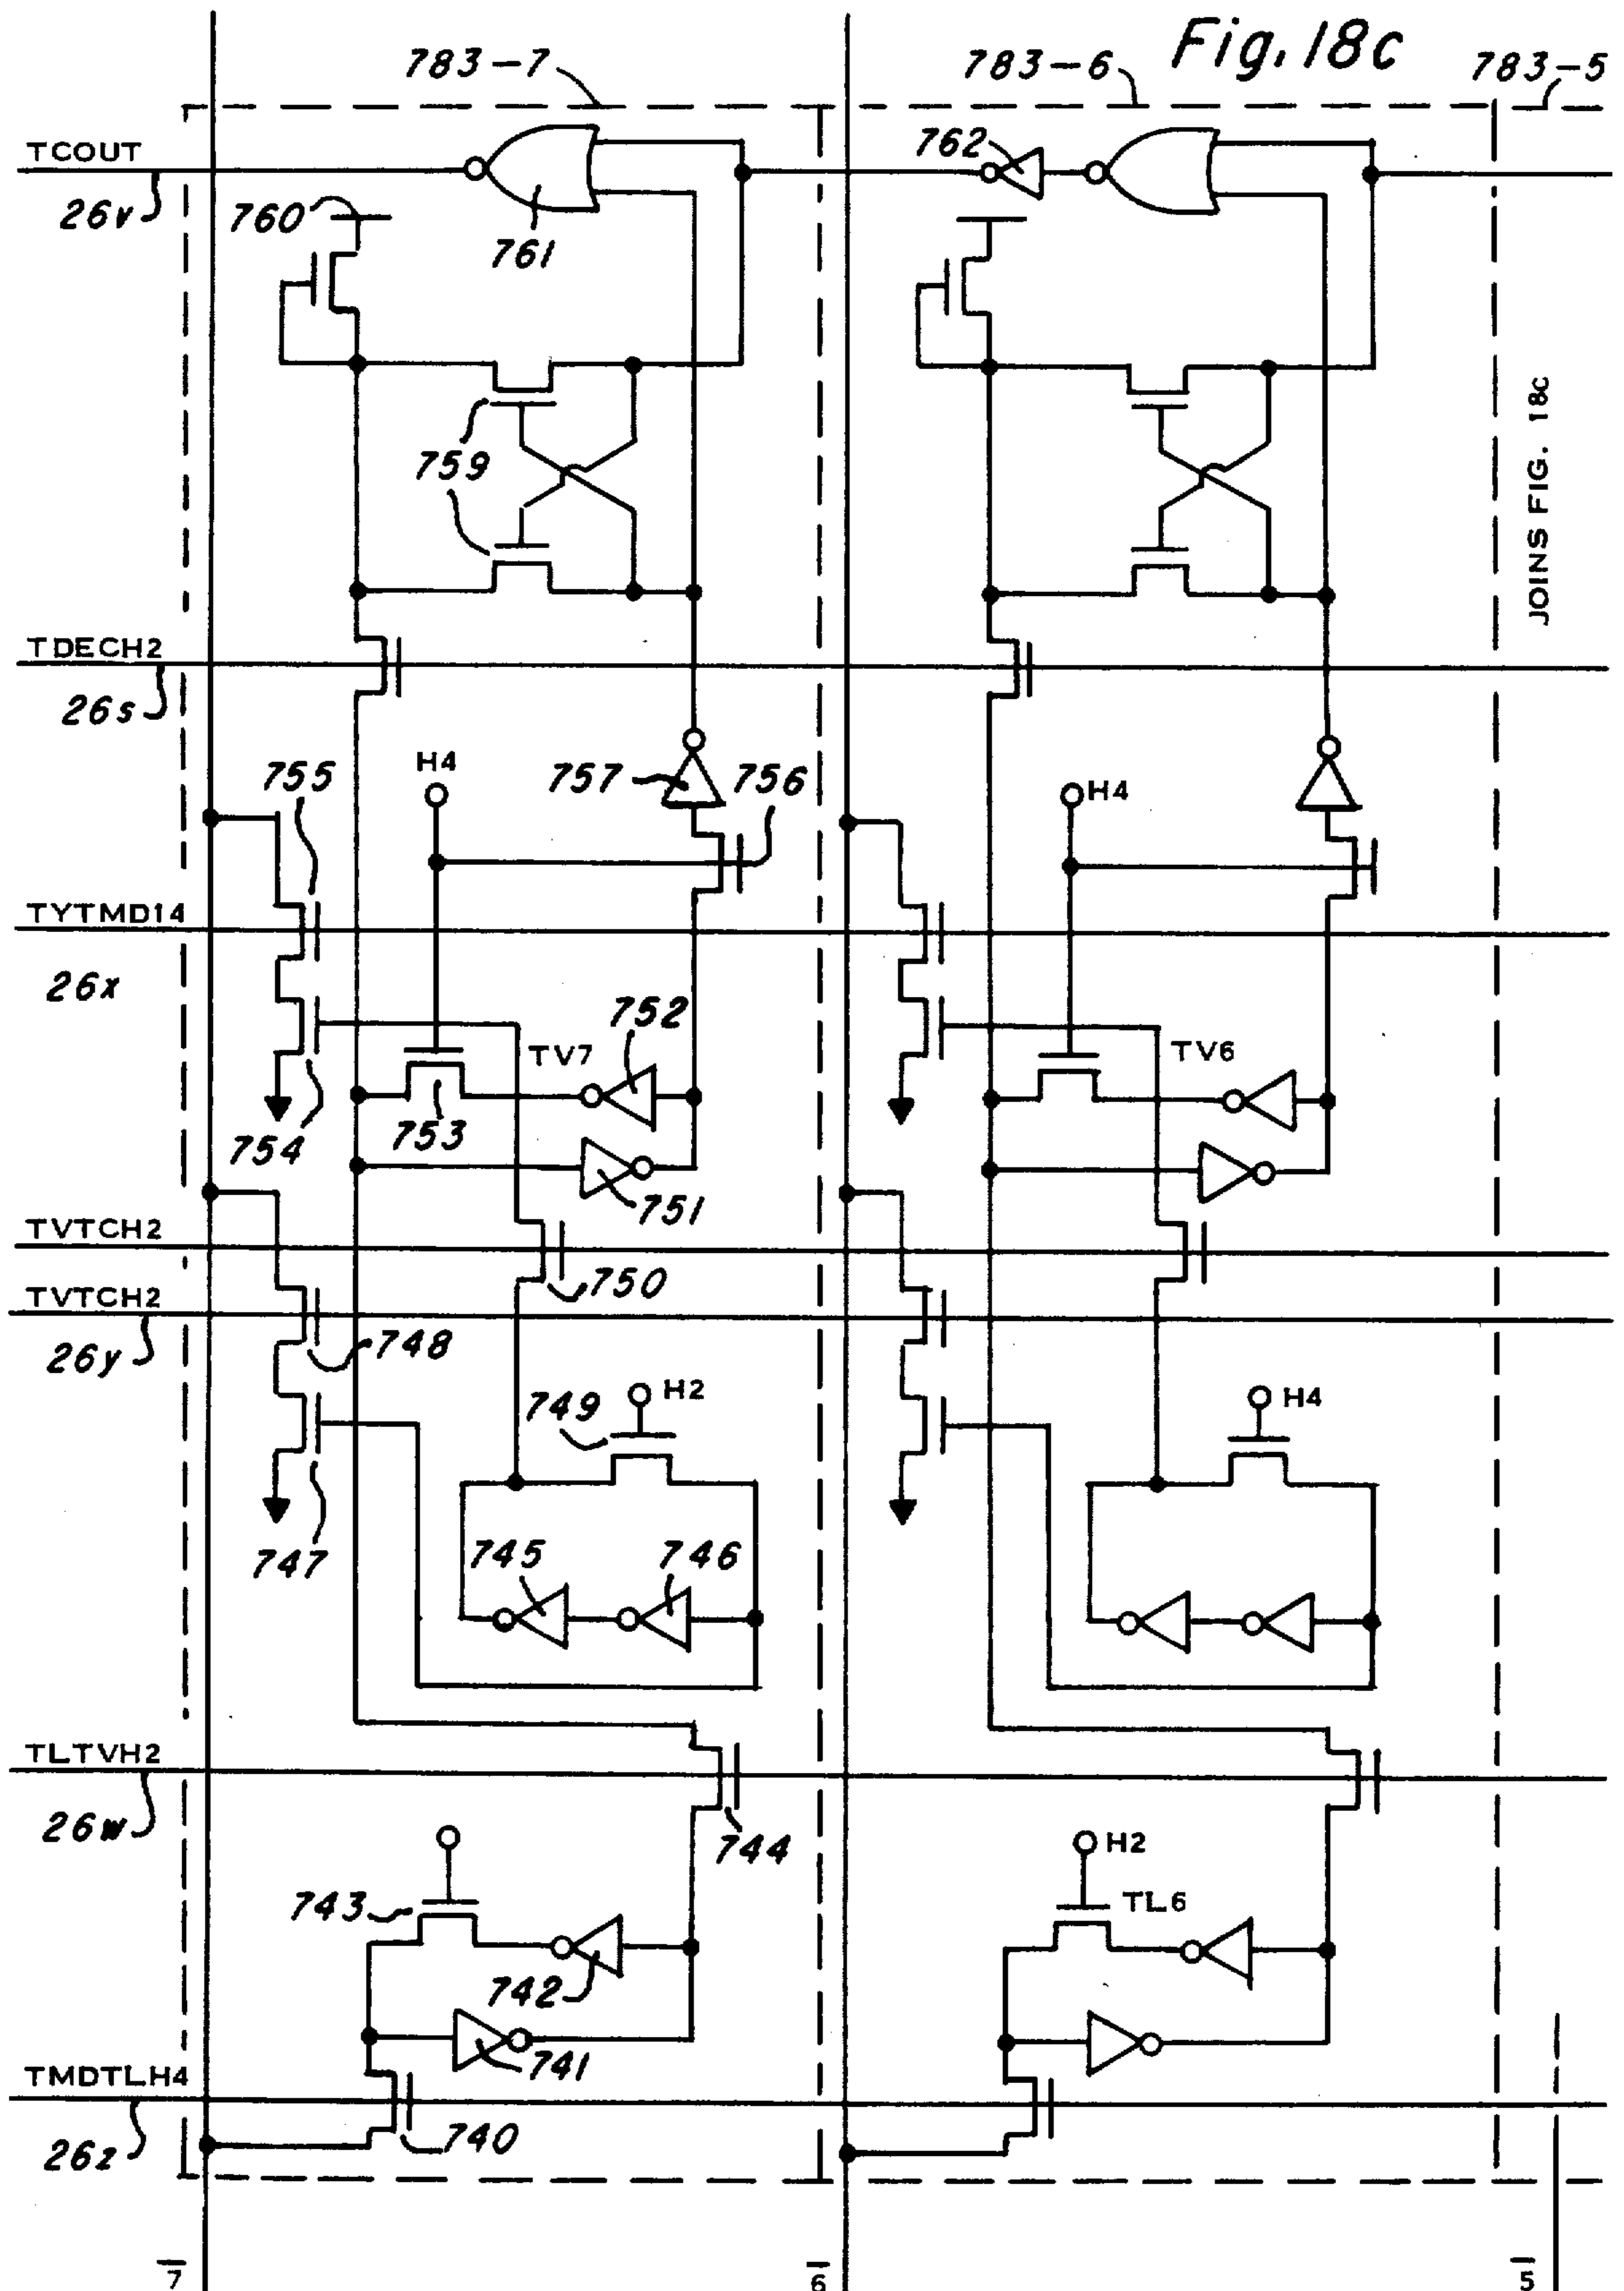 Fig. 18c
783-7
783-6
783-5
TCOUT
26v
760
761
762
759
JOINS FIG. 18c
TDECH2
26s
755
H4
757
756
H4
TYTMD14
26x
752
TV7
TV6
753
754
751
TVTCH2
750
TVTCH2
26y
748
749
H2
H4
747
745
746
TLTVH2
26w
744
743
H2
TL6
742
741
TMDTLH4
26z
740
7
6
5